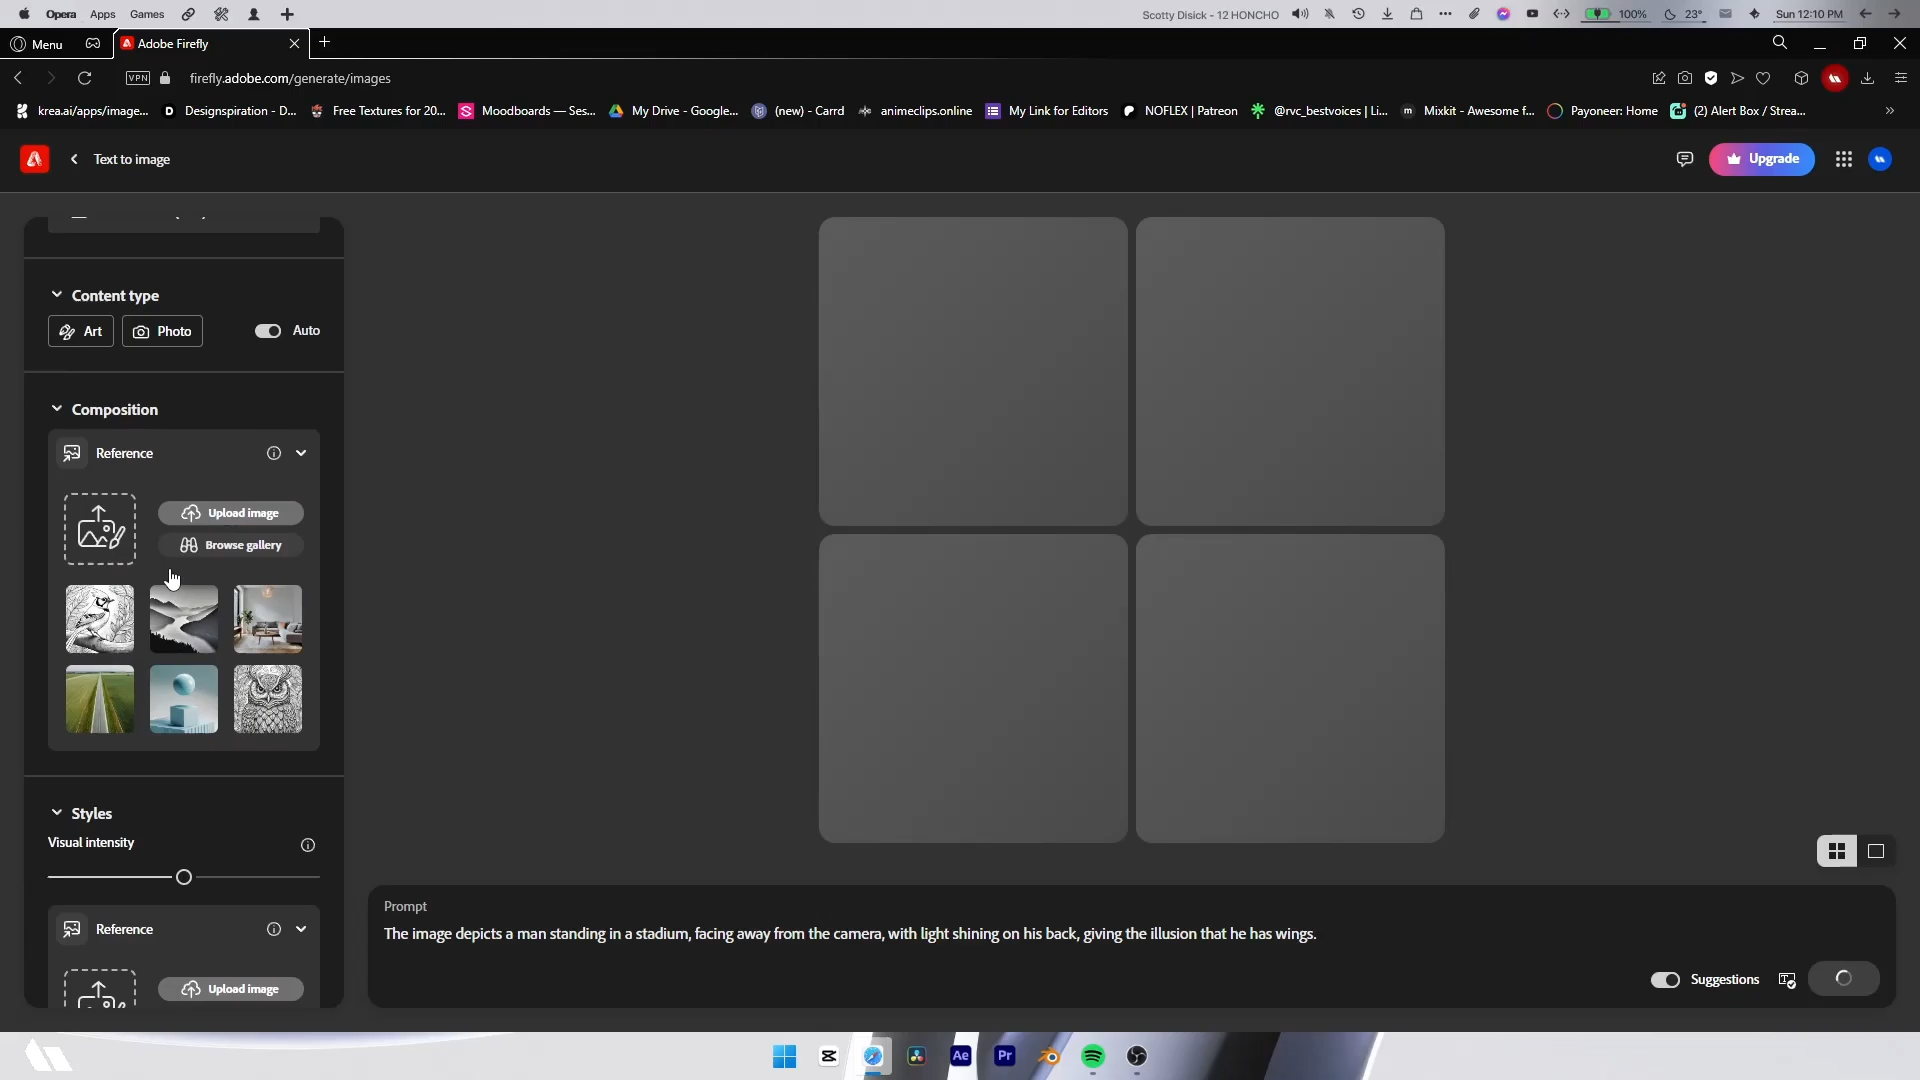 Opera Apps Games
Scotty Disick - 12 HONCHO
100%
23°
Sun 12:10 PM
Menu
Adobe Firefly
VPN
firefly.adobe.com/generate/images
krea.ai/apps/image...
Designspiration - D...
Free Textures for 20...
Moodboards — Ses...
My Drive - Google...
(new) - Carrd
animeclips.online
My Link for Editors
NOFLEX | Patreon
@rvc_bestvoices | Li...
Mixkit - Awesome f...
Payoneer: Home
(2) Alert Box / Strea...
Text to image
Upgrade
Content type
Art
Photo
Auto
Composition
Reference
Upload image
Browse gallery
Styles
Visual intensity
Reference
Upload image
Prompt
The image depicts a man standing in a stadium, facing away from the camera, with light shining on his back, giving the illusion that he has wings.
Suggestions
Ae
Pr